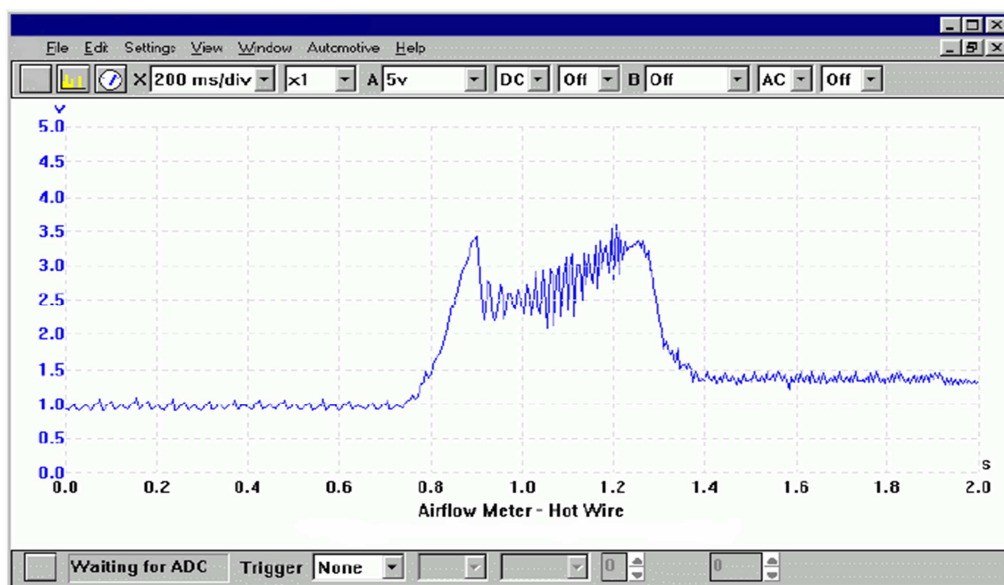 File Edit Settings View Window Automotive Help
X 200 ms/div x1 A 5v DC Off B Off AC Off
V
5.0
4.5
4.0
3.5
3.0
2.5
2.0
1.5
1.0
0.5
0.0
s
0.0 0.2 0.4 0.6 0.8 1.0 1.2 1.4 1.6 1.8 2.0
Airflow Meter - Hot Wire
Waiting for ADC Trigger None 0 0